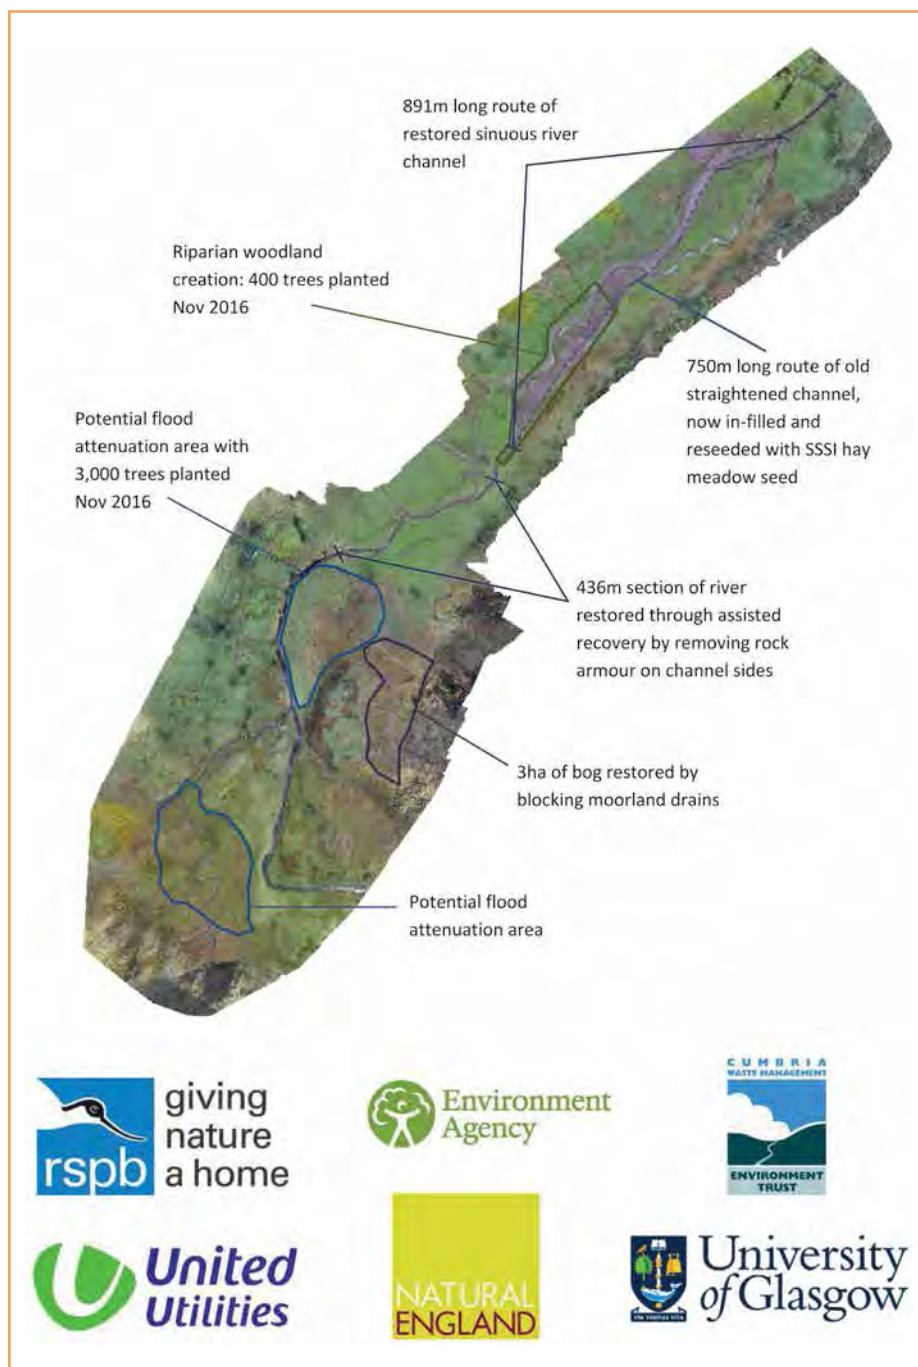 891m long route of
restored sinuous river
channel
Riparian woodland
creation: 400 trees planted
Nov 2016
750m long route of old
straightened channel,
now in-filled and
reseeded with SSSI hay
meadow seed
Potential flood
attenuation area with
3,000 trees planted
Nov 2016
436m section of river
restored through assisted
recovery by removing rock
armour on channel sides
3ha of bog restored by
blocking moorland drains
Potential flood
attenuation area
rspb
giving
nature
a home
Environment
Agency
CUMBRIA
WASTE MANAGEMENT
ENVIRONMENT
TRUST
United
Utilities
NATURAL
ENGLAND
University
of Glasgow
VIA VERITAS VITA